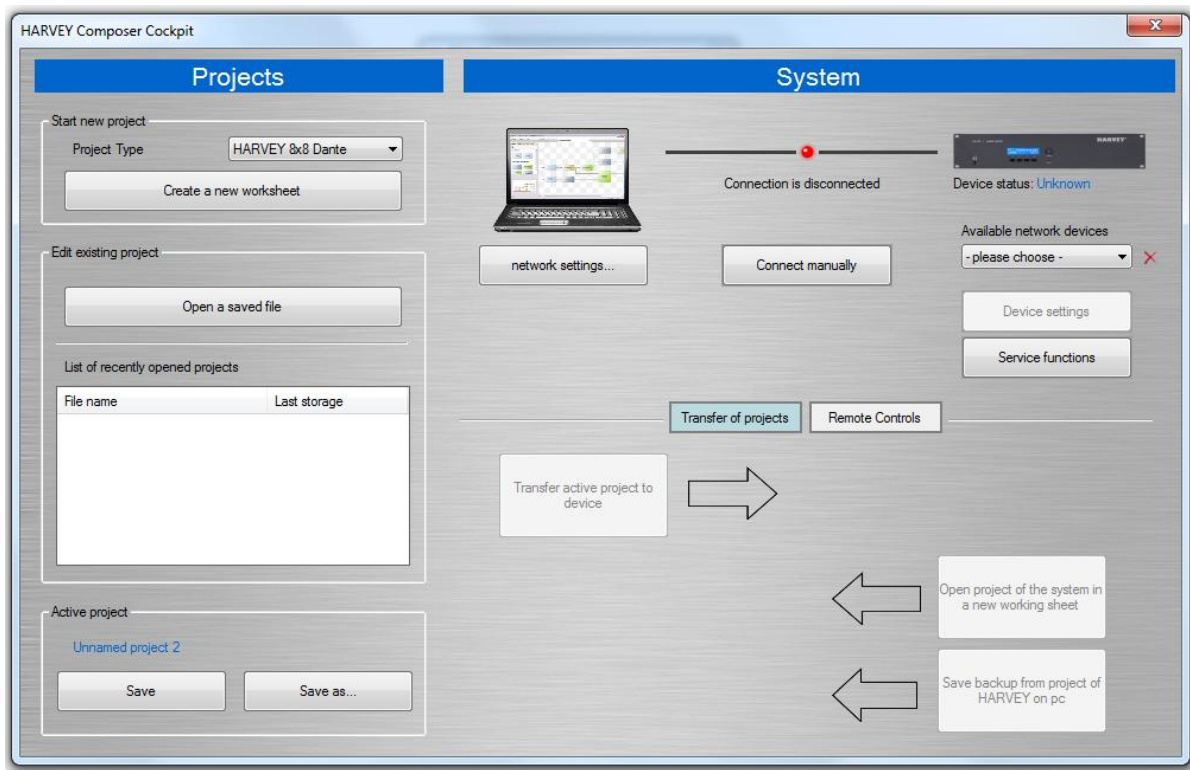 HARVEY Composer Cockpit
Projects
Start new project
Project Type
HARVEY 8x8 Dante
Create a new worksheet
Edit existing project
Open a saved file
List of recently opened projects
File name
Last storage
Active project
Unnamed project 2
Save
Save as...
System
Connection is disconnected
HARVEY
Device status: Unknown
network settings...
Connect manually
Available network devices
- please choose -
Device settings
Service functions
Transfer of projects
Remote Controls
Transfer active project to
device
Open project of the system in
a new working sheet
Save backup from project of
HARVEY on pc